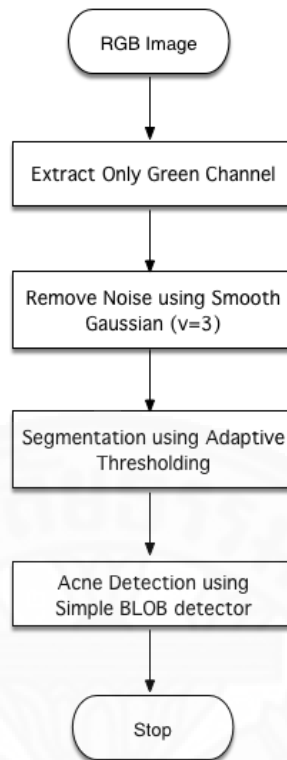 RGB Image
Extract Only Green Channel
Remove Noise using Smooth
Gaussian (v=3)
Segmentation using Adaptive
Thresholding
Acne Detection using
Simple BLOB detector
Stop